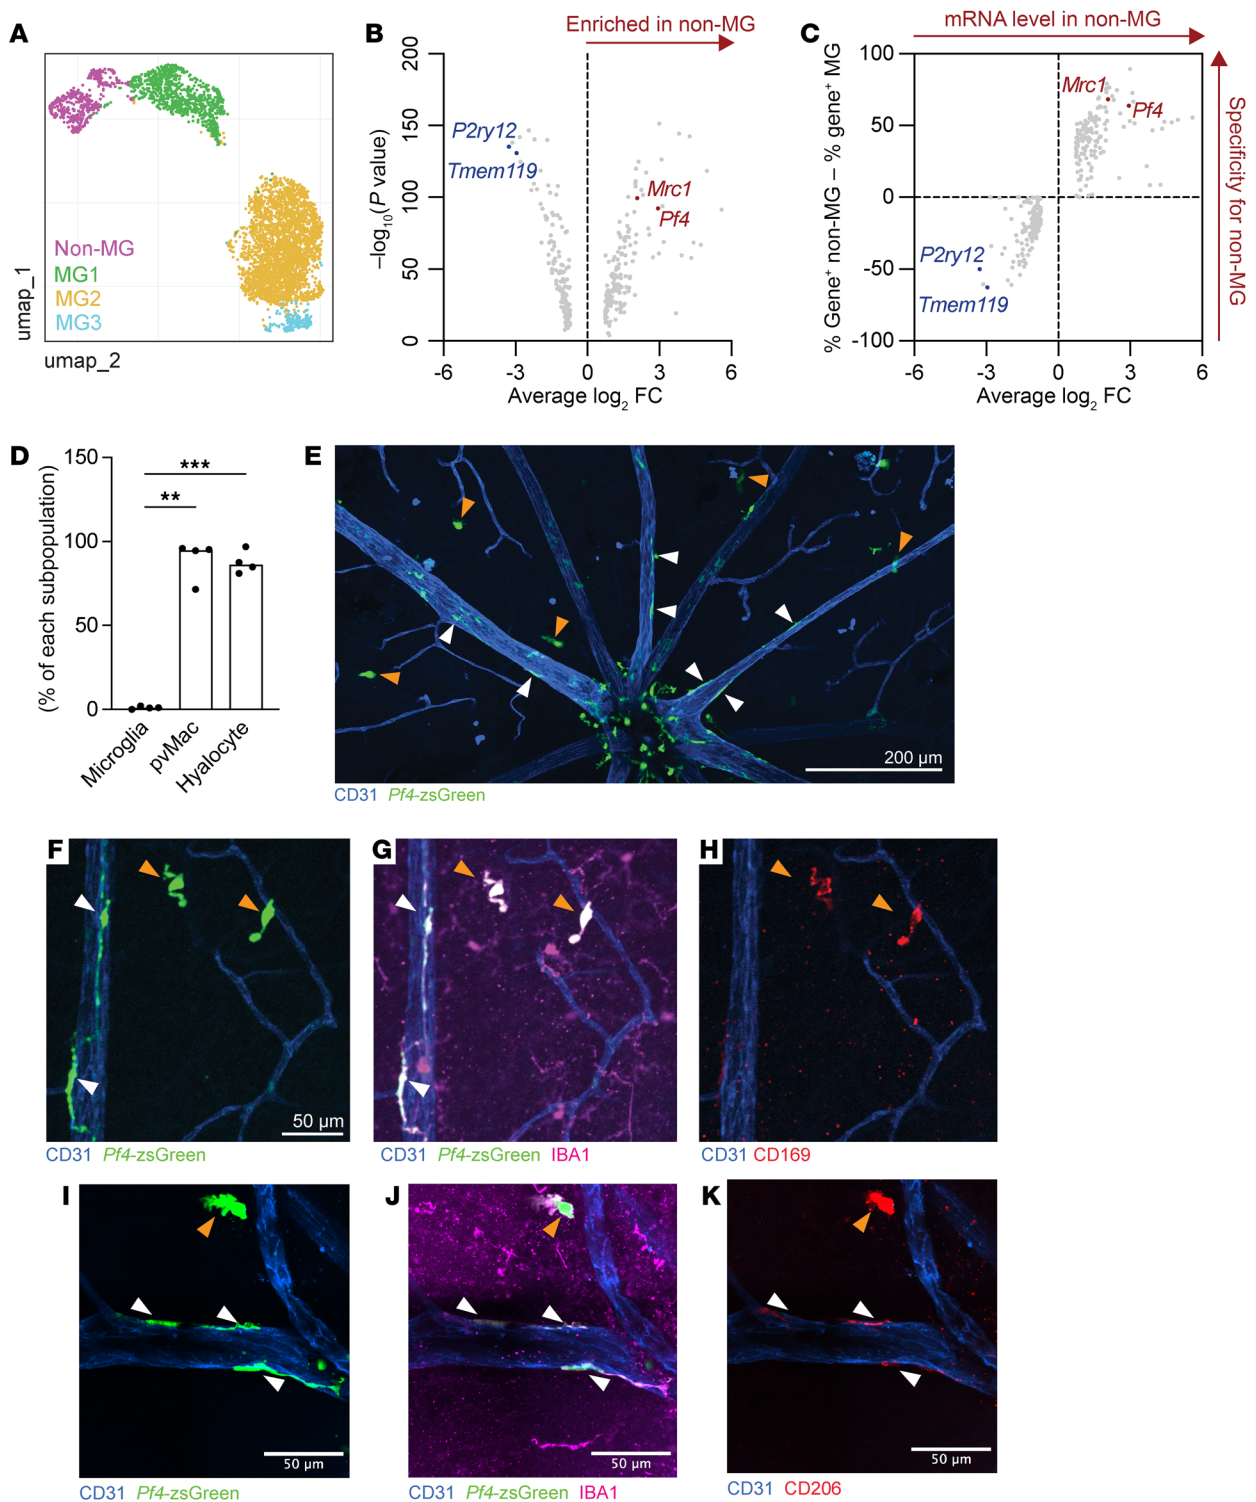 A
Non-MG
MG1
MG2
MG3
umap_1
umap_2
B
Enriched in non-MG
200
150
100
50
0
-6
-3
0
3
6
–log10(P value)
Average log2 FC
P2ry12
Tmem119
Mrc1
Pf4
C
mRNA level in non-MG
100
50
0
-50
-100
-6
-3
0
3
6
% Gene+ non-MG – % gene+ MG
Average log2 FC
Specificity for non-MG
Mrc1
Pf4
P2ry12
Tmem119
D
150
100
50
0
(% of each subpopulation)
***
**
Microglia
pvMac
Hyalocyte
E
200 µm
CD31 Pf4-zsGreen
F
50 µm
CD31 Pf4-zsGreen
G
CD31 Pf4-zsGreen IBA1
H
CD31 CD169
I
50 µm
CD31 Pf4-zsGreen
J
50 µm
CD31 Pf4-zsGreen IBA1
K
50 µm
CD31 CD206